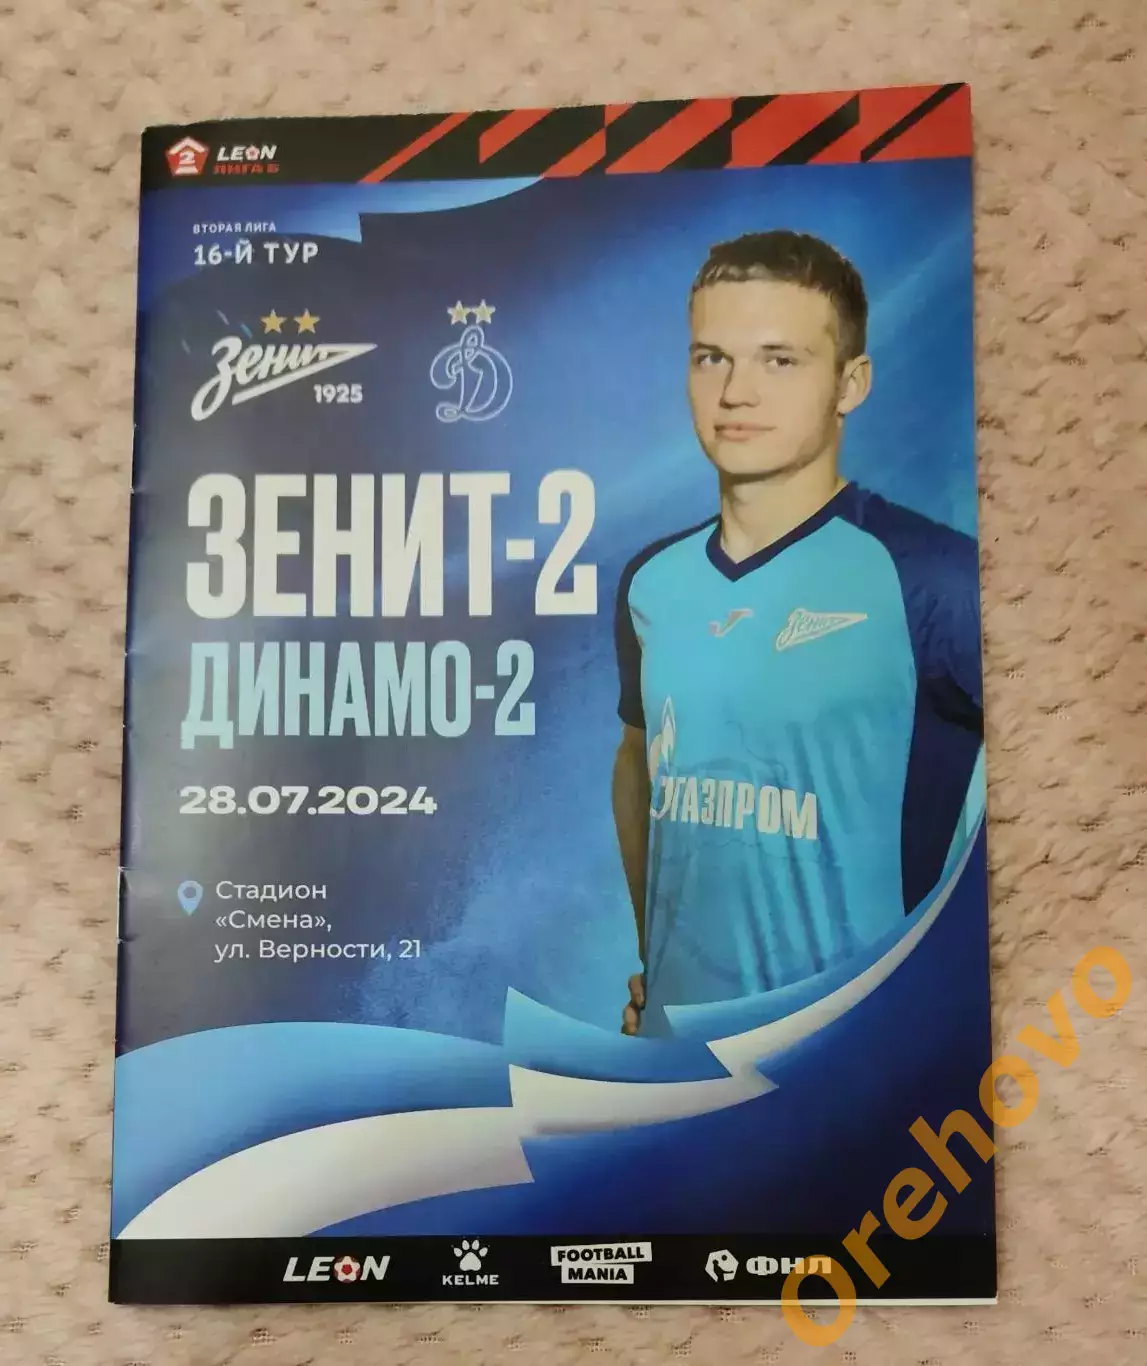 2 LEON
ЛИГА Б
ВТОРАЯ ЛИГА
16-Й ТУР
Зенит
1925
Д
ЗЕНИТ-2
ДИНАМО-2
28.07.2024
Стадион
«Смена»,
ул. Верности, 21
Зенит
ГАЗПРОМ
LEON
KELME
FOOTBALL
MANIA
ФНЛ
Orehovo